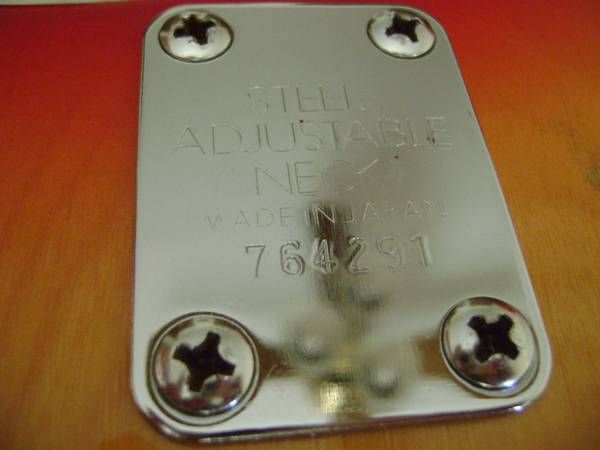 STEEL
ADJUSTABLE
NECK
MADE IN JAPAN
764291